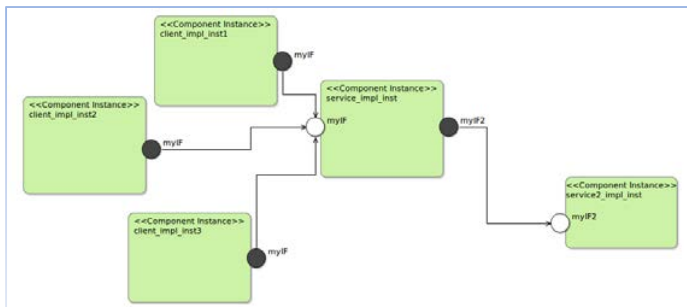 <<Component Instance>>
client_impl_inst1
myIF
<<Component Instance>>
service_impl_inst
myIF
myIF2
<<Component Instance>>
client_impl_inst2
myIF
<<Component Instance>>
service2_impl_inst
myIF2
<<Component Instance>>
client_impl_inst3
myIF